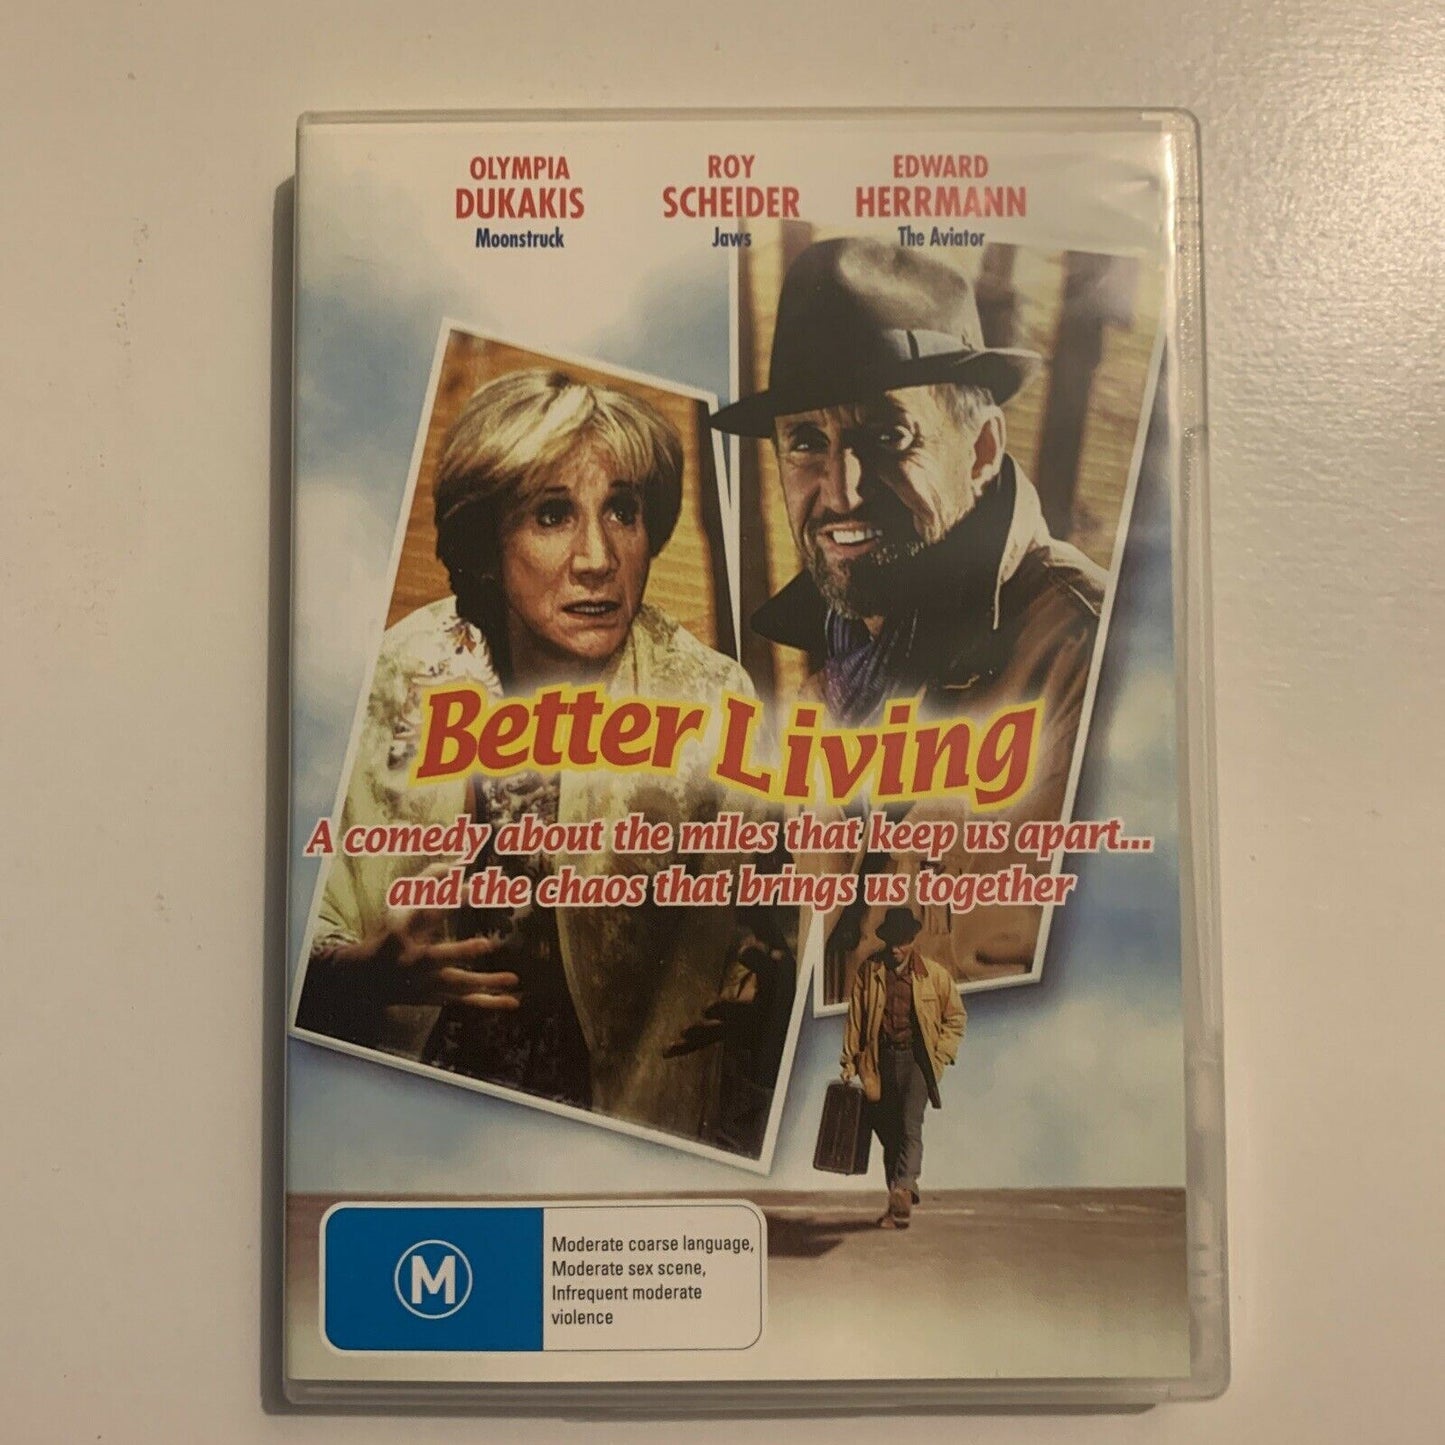 OLYMPIA
DUKAKIS
Moonstruck
ROY
SCHEIDER
Jaws
EDWARD
HERRMANN
The Aviator
Better Living
A comedy about the miles that keep us apart...
and the chaos that brings us together
M
Moderate coarse language,
Moderate sex scene,
Infrequent moderate
violence